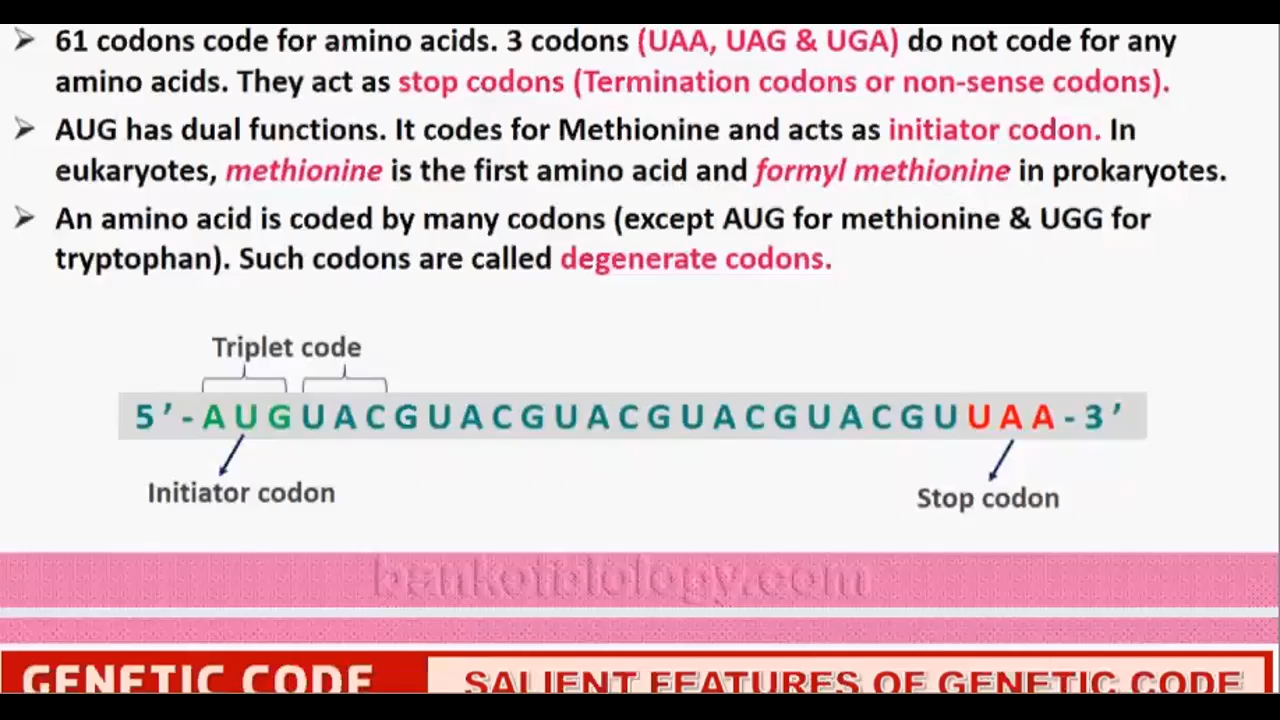 ➢ 61 codons code for amino acids. 3 codons (UAA, UAG & UGA) do not code for any
amino acids. They act as stop codons (Termination codons or non-sense codons).
➢ AUG has dual functions. It codes for Methionine and acts as initiator codon. In
eukaryotes, methionine is the first amino acid and formyl methionine in prokaryotes.
➢ An amino acid is coded by many codons (except AUG for methionine & UGG for
tryptophan). Such codons are called degenerate codons.
Triplet code
5’- A U G U A C G U A C G U A C G U A C G U A C G U U A A - 3’
Initiator codon
Stop codon
GENETIC CODE
SALIENT FEATURES OF GENETIC CODE